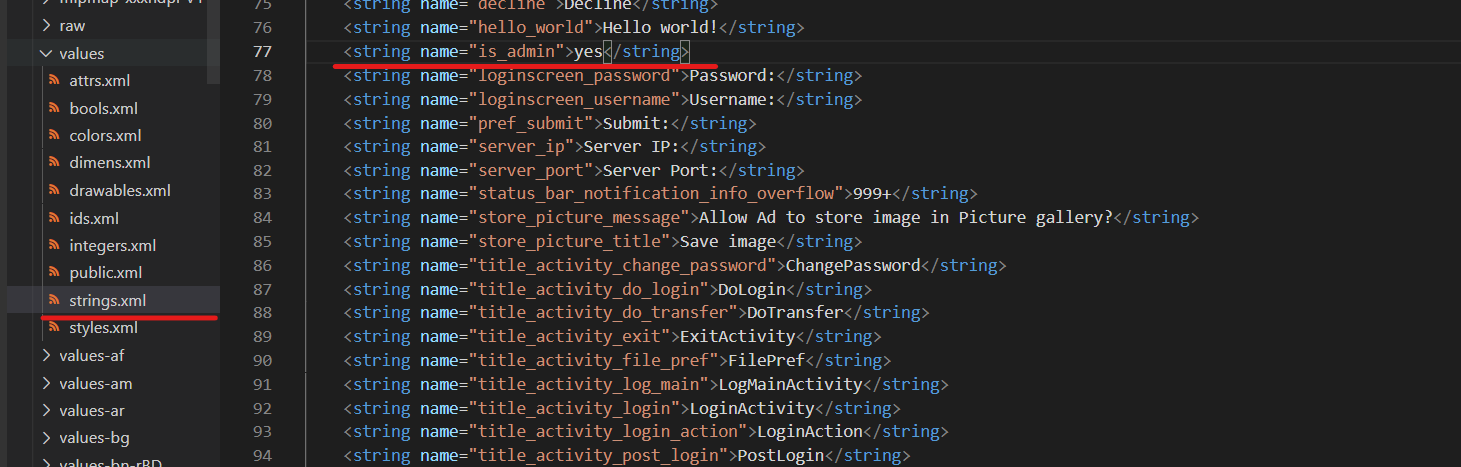 raw
values
attrs.xml
bools.xml
colors.xml
dimens.xml
drawables.xml
ids.xml
integers.xml
public.xml
strings.xml
styles.xml
values-af
values-am
values-ar
values-bg
values-bn-rBD
75 <string name="decline">Decline</string>
76 <string name="hello_world">Hello world!</string>
77 <string name="is_admin">yes</string>
78 <string name="loginscreen_password">Password:</string>
79 <string name="loginscreen_username">Username:</string>
80 <string name="pref_submit">Submit:</string>
81 <string name="server_ip">Server IP:</string>
82 <string name="server_port">Server Port:</string>
83 <string name="status_bar_notification_info_overflow">999+</string>
84 <string name="store_picture_message">Allow Ad to store image in Picture gallery?</string>
85 <string name="store_picture_title">Save image</string>
86 <string name="title_activity_change_password">ChangePassword</string>
87 <string name="title_activity_do_login">DoLogin</string>
88 <string name="title_activity_do_transfer">DoTransfer</string>
89 <string name="title_activity_exit">ExitActivity</string>
90 <string name="title_activity_file_pref">FilePref</string>
91 <string name="title_activity_log_main">LogMainActivity</string>
92 <string name="title_activity_login">LoginActivity</string>
93 <string name="title_activity_login_action">LoginAction</string>
94 <string name="title_activity_post_login">PostLogin</string>